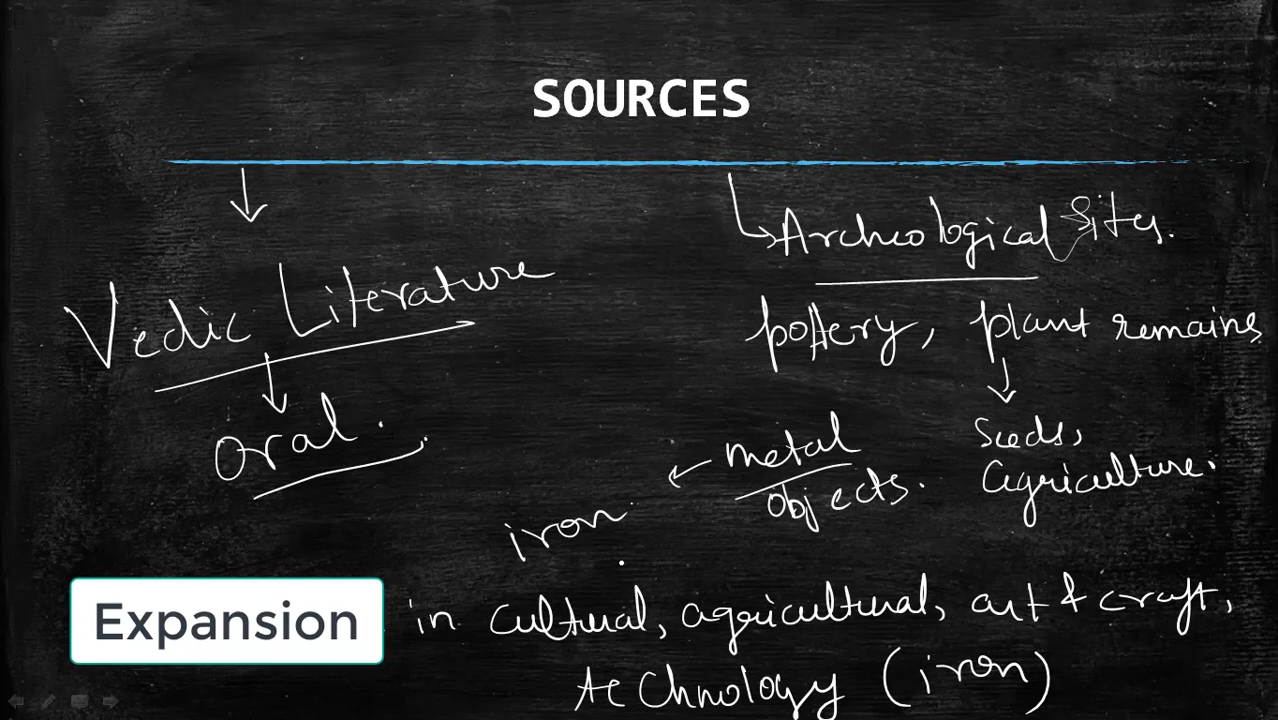 SOURCES
Vedic Literature
oral.
Archeological Sites.
pottery, plant remains
seeds,
agriculture.
metal
objects.
iron
Expansion in cultural, agricultural, art & craft,
technology (iron)